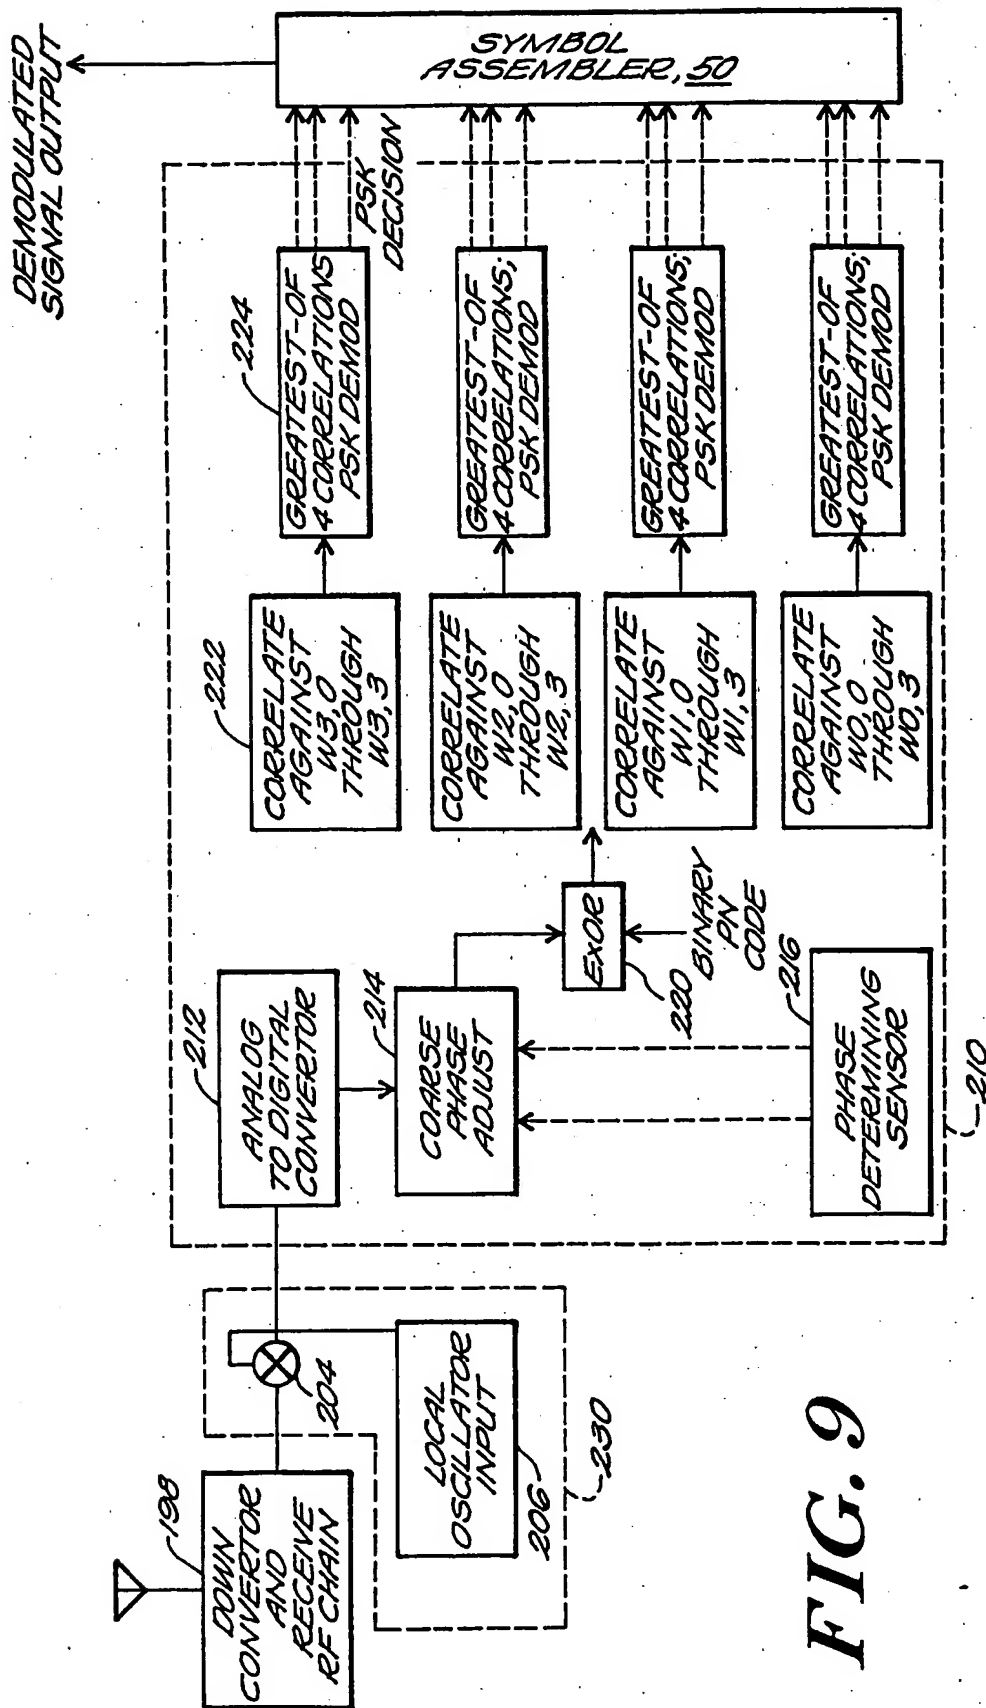 DEMODULATED
SIGNAL OUTPUT
SYMBOL
ASSEMBLER, 50
PSK
DECISION
224
GREATEST-OF
4 CORRELATIONS
PSK DEMOD
GREATEST-OF
4 CORRELATIONS;
PSK DEMOD
GREATEST-OF
4 CORRELATIONS;
PSK DEMOD
GREATEST-OF
4 CORRELATIONS;
PSK DEMOD
222
CORRELATE
AGAINST
W3,0
THROUGH
W3,3
CORRELATE
AGAINST
W2,0
THROUGH
W2,3
CORRELATE
AGAINST
W1,0
THROUGH
W1,3
CORRELATE
AGAINST
W0,0
THROUGH
W0,3
EXOR
220
BINARY
PN
CODE
212
ANALOG
TO DIGITAL
CONVERTOR
214
COARSE
PHASE
ADJUST
216
PHASE
DETERMINING
SENSOR
210
204
LOCAL
OSCILLATOR
INPUT
206
230
198
DOWN
CONVERTOR
AND
RECEIVE
RF CHAIN
FIG. 9